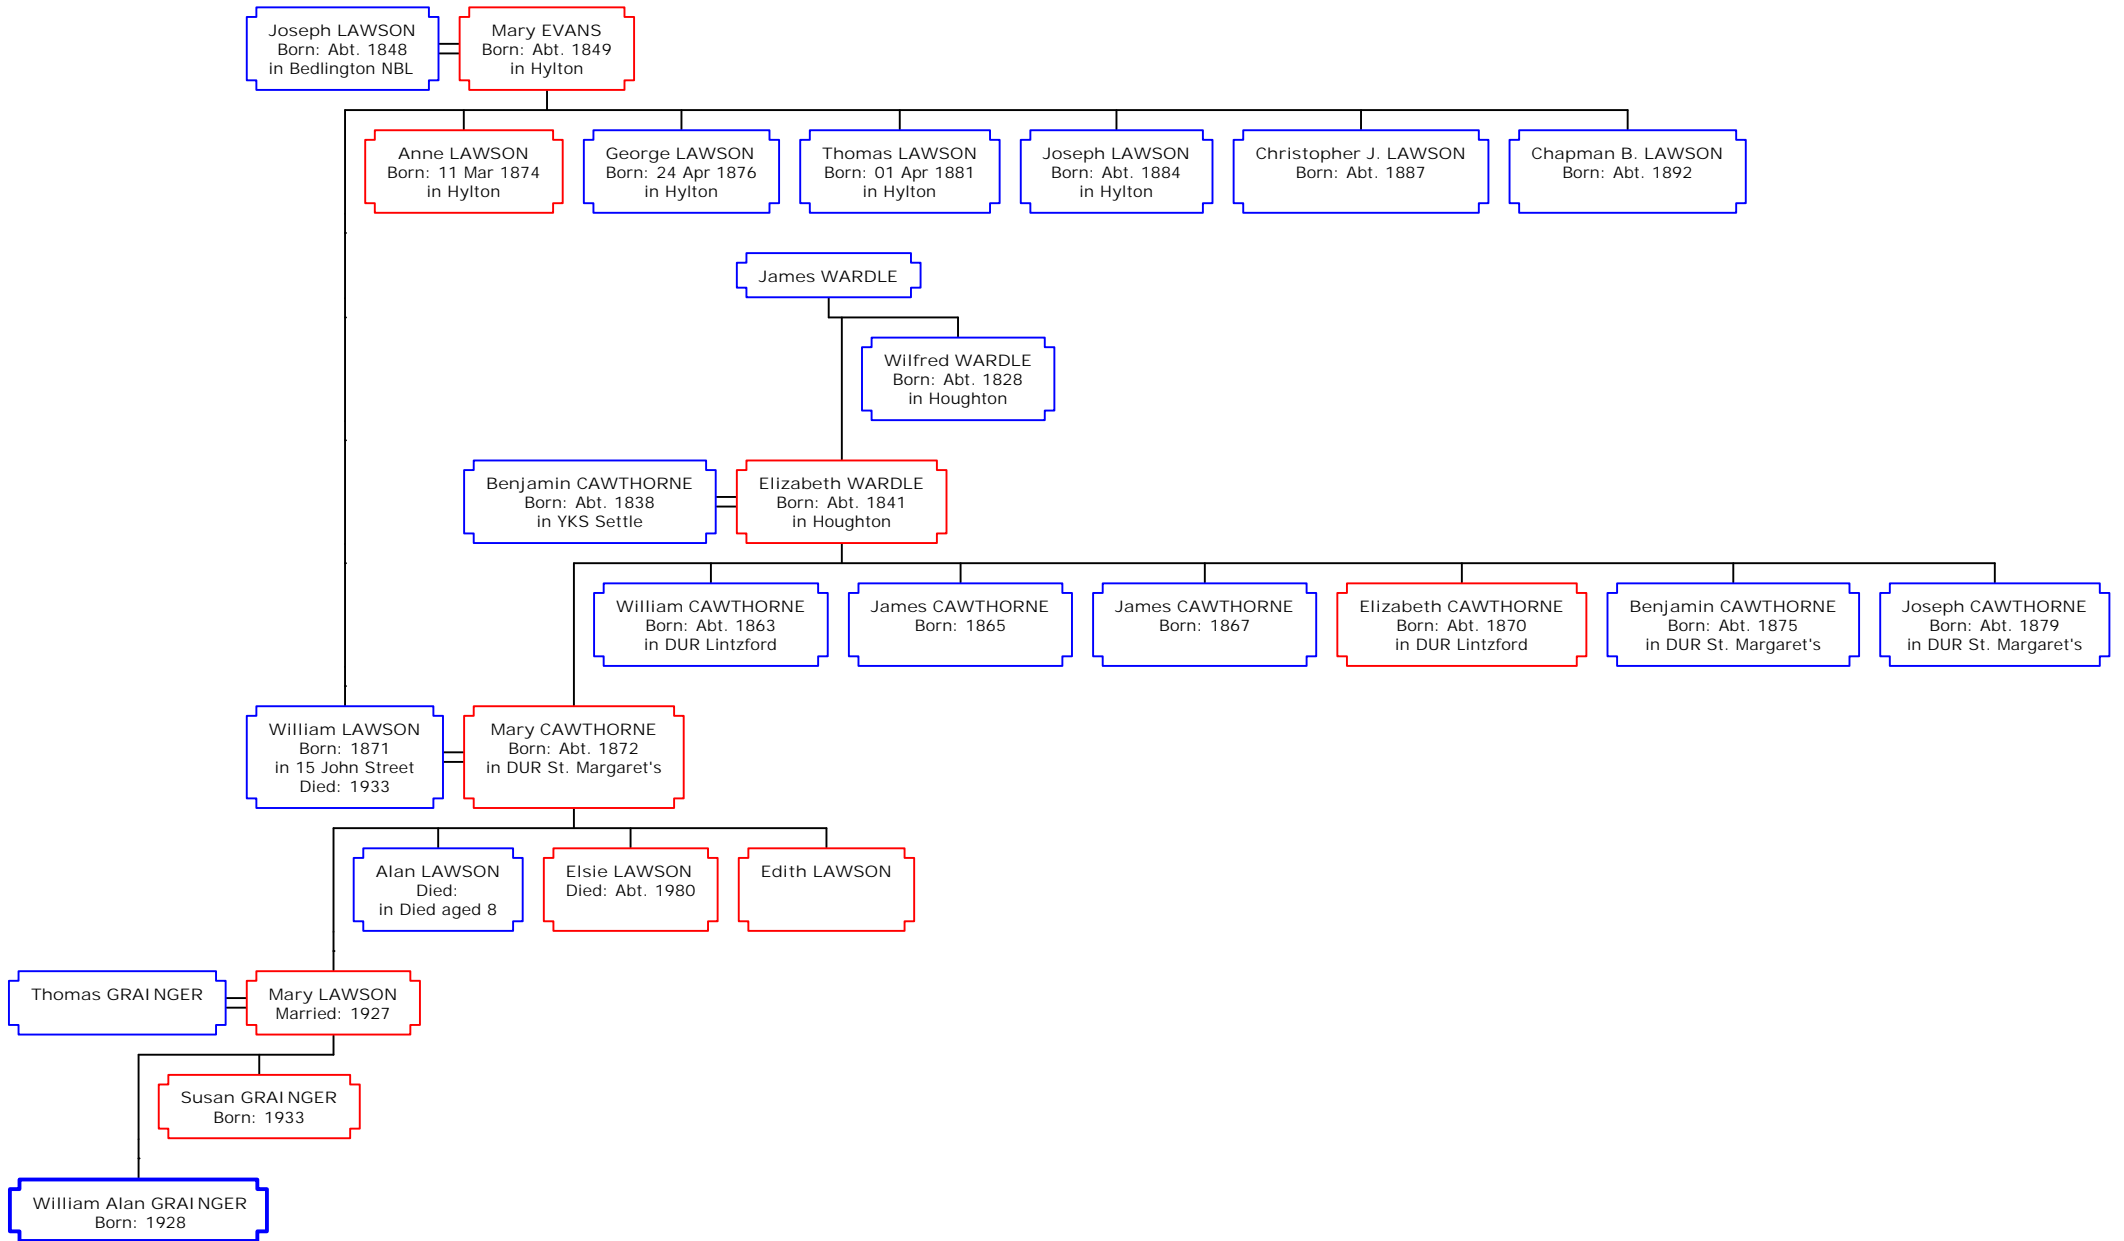 Joseph LAWSON
Born: Abt. 1848
in Bedlington NBL
Mary EVANS
Born: Abt. 1849
in Hylton
Anne LAWSON
Born: 11 Mar 1874
in Hylton
George LAWSON
Born: 24 Apr 1876
in Hylton
Thomas LAWSON
Born: 01 Apr 1881
in Hylton
Joseph LAWSON
Born: Abt. 1884
in Hylton
Christopher J. LAWSON
Born: Abt. 1887
Chapman B. LAWSON
Born: Abt. 1892
James WARDLE
Wilfred WARDLE
Born: Abt. 1828
in Houghton
Benjamin CAWTHORNE
Born: Abt. 1838
in YKS Settle
Elizabeth WARDLE
Born: Abt. 1841
in Houghton
William CAWTHORNE
Born: Abt. 1863
in DUR Lintzford
James CAWTHORNE
Born: 1865
James CAWTHORNE
Born: 1867
Elizabeth CAWTHORNE
Born: Abt. 1870
in DUR Lintzford
Benjamin CAWTHORNE
Born: Abt. 1875
in DUR St. Margaret's
Joseph CAWTHORNE
Born: Abt. 1879
in DUR St. Margaret's
William LAWSON
Born: 1871
in 15 John Street
Died: 1933
Mary CAWTHORNE
Born: Abt. 1872
in DUR St. Margaret's
Alan LAWSON
Died:
in Died aged 8
Elsie LAWSON
Died: Abt. 1980
Edith LAWSON
Thomas GRAINGER
Mary LAWSON
Married: 1927
Susan GRAINGER
Born: 1933
William Alan GRAINGER
Born: 1928